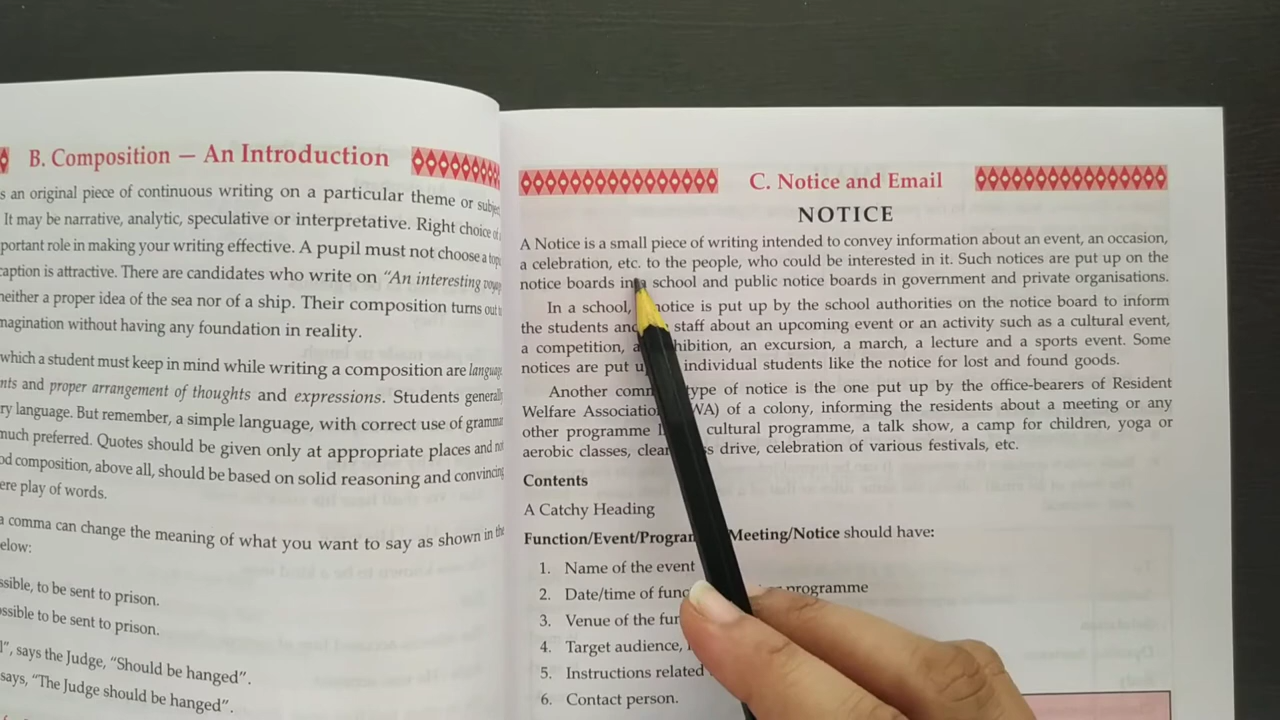 B. Composition — An Introduction
s an original piece of continuous writing on a particular theme or
It may be narrative, analytic, speculative or interpretative. Right choice
portant role in making your writing effective. A pupil must not choose a
caption is attractive. There are candidates who write on "An interesting
neither a proper idea of the sea nor of a ship. Their composition turns out
magination without having any foundation in reality.
which a student must keep in mind while writing a composition are
nts and proper arrangement of thoughts and expressions. Students
ry language. But remember, a simple language, with correct use of
much preferred. Quotes should be given only at appropriate places and
od composition, above all, should be based on solid reasoning and convincing
ere play of words.
a comma can change the meaning of what you want to say as shown in the
elow:
ssible, to be sent to prison.
ossible to be sent to prison.
says the Judge, "Should be hanged".
says, "The Judge should be hanged".
C. Notice and Email
NOTICE
A Notice is a small piece of writing intended to convey information about an event, an occasion,
a celebration, etc. to the people, who could be interested in it. Such notices are put up on the
notice boards in a school and public notice boards in government and private organisations.
In a school, notice is put up by the school authorities on the notice board to inform
the students and staff about an upcoming event or an activity such as a cultural event,
a competition, hibition, an excursion, a march, a lecture and a sports event. Some
notices are put individual students like the notice for lost and found goods.
Another type of notice is the one put up by the office-bearers of Resident
Welfare WA) of a colony, informing the residents about a meeting or any
other programme cultural programme, a talk show, a camp for children, yoga or
aerobic classes, drive, celebration of various festivals, etc.
Contents
A Catchy Heading
Meeting/Notice should have:
1. Name of the event
2. Date/time of programme
3. Venue of the
4. Target audience,
5. Instructions related
6. Contact person.